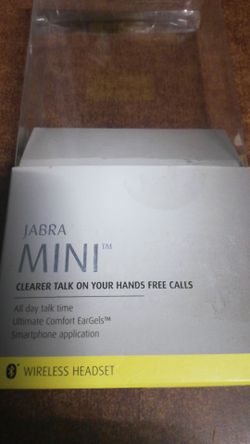 JABRA
MINI™
CLEARER TALK ON YOUR HANDS FREE CALLS
All day talk time
Ultimate Comfort EarGels™
Smartphone application
WIRELESS HEADSET